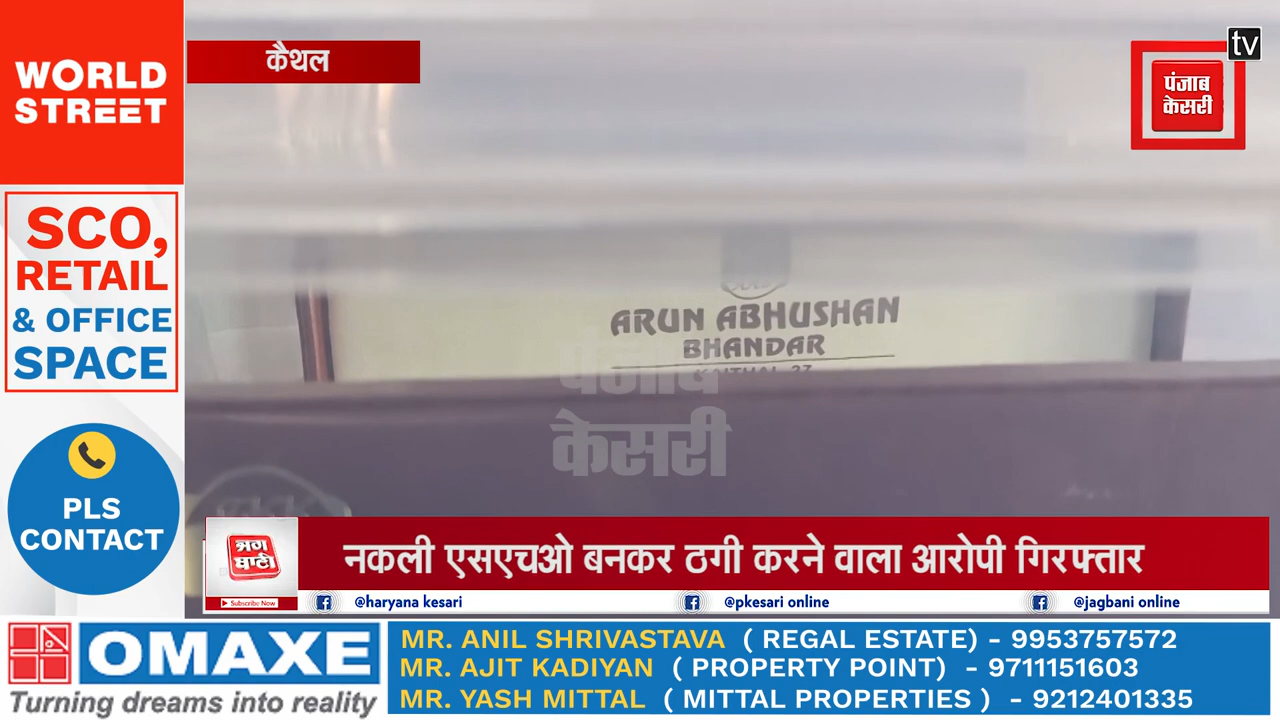 WORLD
STREET
SCO,
RETAIL
& OFFICE
SPACE
PLS
CONTACT
कैथल
tv
पंजाब
केसरी
ARUN ABHUSHAN
BHANDAR
पंजाब
केसरी
Subscribe Now
नकली एसएचओ बनकर ठगी करने वाला आरोपी गिरफ्तार
@haryana kesari
@pkesari online
@jagbani online
OMAXE
Turning dreams into reality
MR. ANIL SHRIVASTAVA ( REGAL ESTATE) - 9953757572
MR. AJIT KADIYAN ( PROPERTY POINT) - 9711151603
MR. YASH MITTAL ( MITTAL PROPERTIES ) - 9212401335